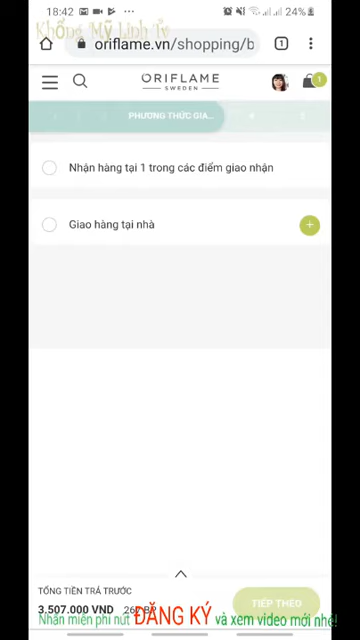 18:42
24%
Khổng Mỹ Linh Tv
oriflame.vn/shopping/b
1
ORIFLAME
SWEDEN
1
PHƯƠNG THỨC GIA...
Nhận hàng tại 1 trong các điểm giao nhận
Giao hàng tại nhà
TỔNG TIỀN TRẢ TRƯỚC
3.507.000 VND
TIẾP THEO
Nhấn miễn phí nút ĐĂNG KÝ và xem video mới nhé!